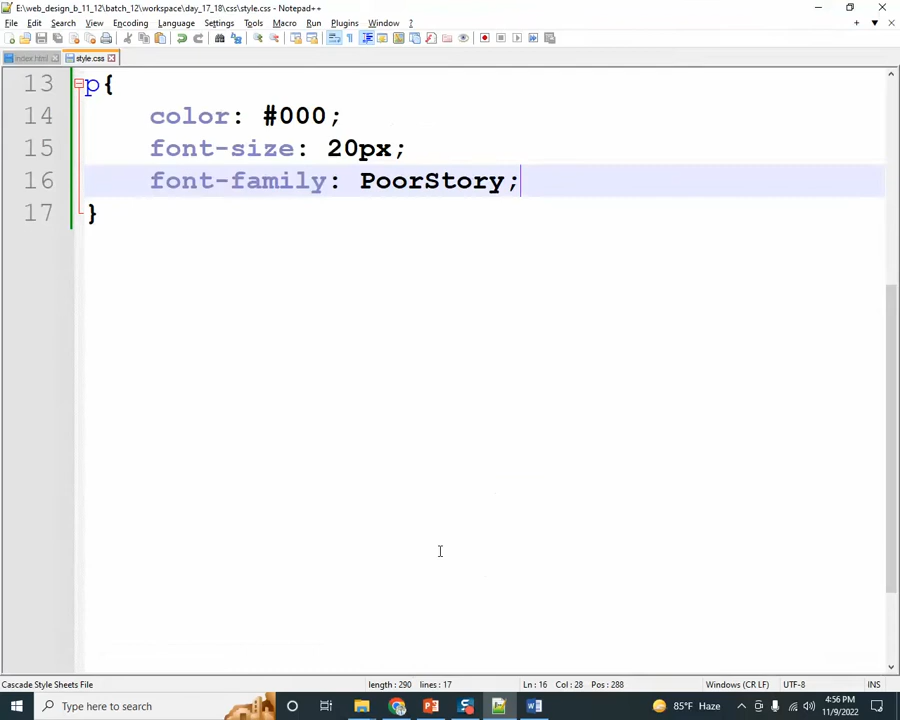 E:\web_design_b_11_12\batch_12\workspace\day_17_18\css\style.css - Notepad++
File Edit Search View Encoding Language Settings Tools Macro Run Plugins Window ?
index.html style.css
13 p{
14 color: #000;
15 font-size: 20px;
16 font-family: PoorStory;
17 }
Cascade Style Sheets File length: 290 lines: 17 Ln: 16 Col: 28 Pos: 288 Windows (CR LF) UTF-8 INS
Type here to search 85°F Haze 4:56 PM
11/9/2022